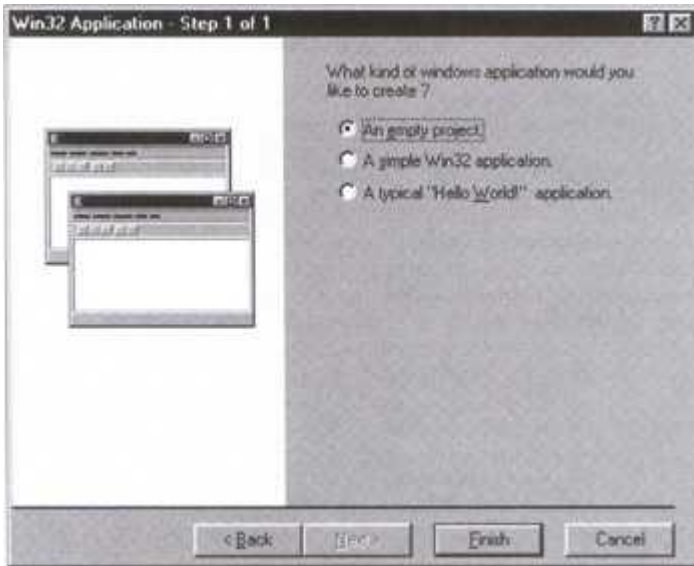 Win32 Application - Step 1 of 1
What kind of windows application would you
like to create ?
An empty project.
A simple Win32 application.
A typical "Hello World!" application.
< Back
Next >
Finish
Cancel